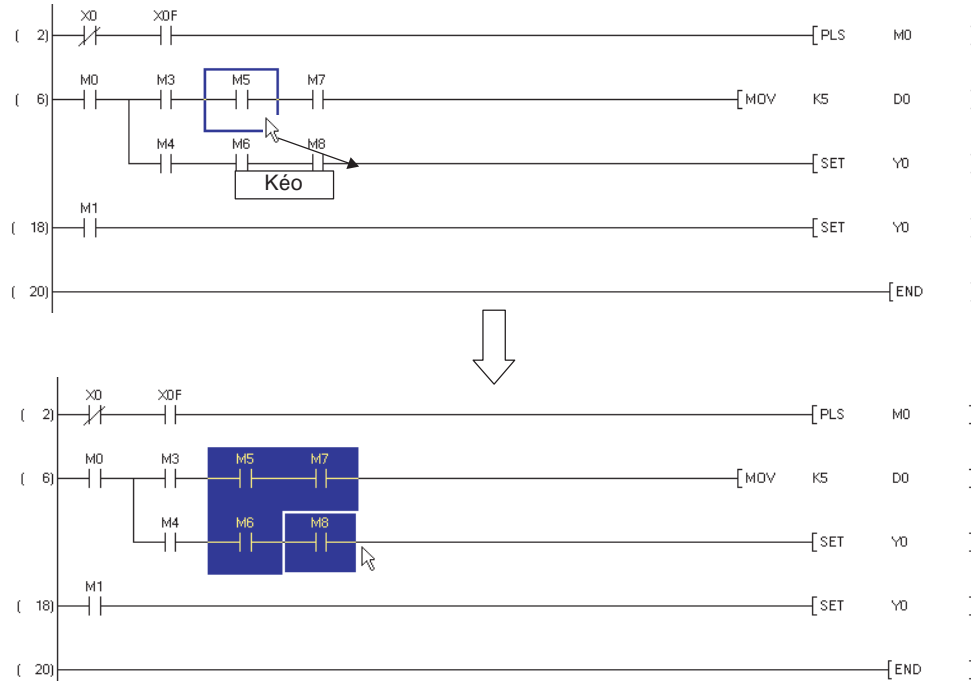 X0 X0F
( 2) [ PLS M0 ]
M0 M3 M5 M7
( 6) [ MOV K5 D0 ]
M4 M6 M8
[ SET Y0 ]
Kéo
M1
( 18) [ SET Y0 ]
( 20) [ END ]
X0 X0F
( 2) [ PLS M0 ]
M0 M3 M5 M7
( 6) [ MOV K5 D0 ]
M4 M6 M8
[ SET Y0 ]
M1
( 18) [ SET Y0 ]
( 20) [ END ]